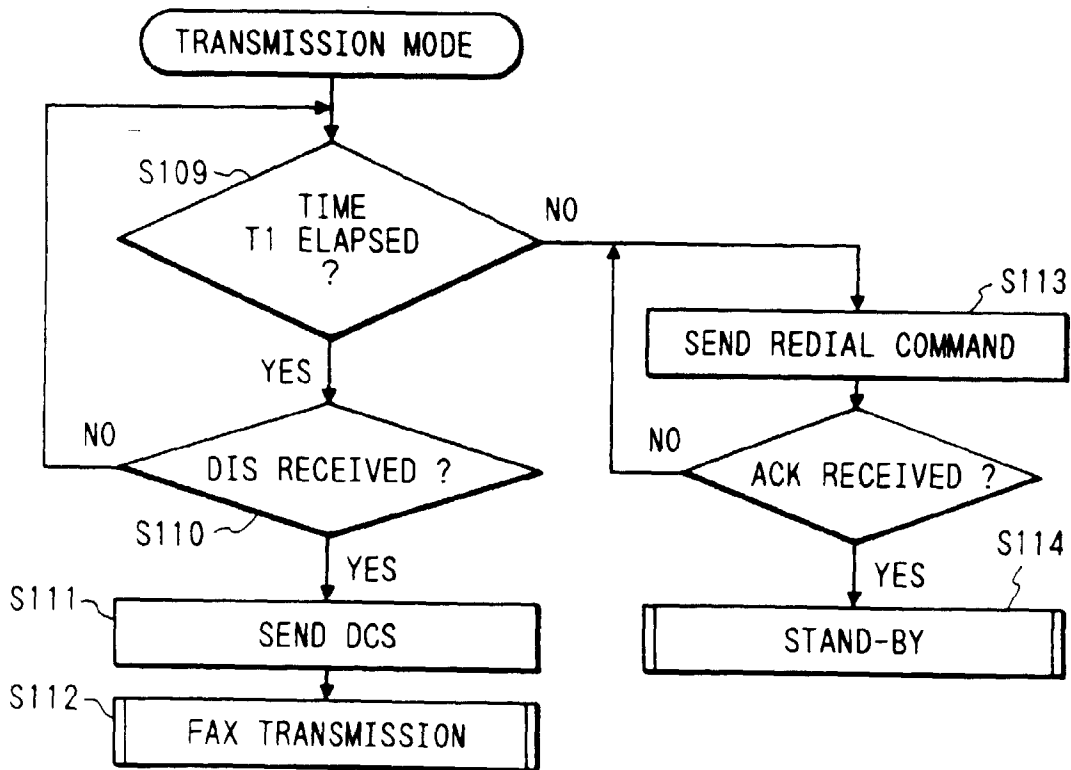 TRANSMISSION MODE
S109
TIME
T1 ELAPSED
?
NO
YES
S113
SEND REDIAL COMMAND
NO
DIS RECEIVED ?
S110
NO
ACK RECEIVED ?
YES
S114
YES
S111
SEND DCS
STAND-BY
S112
FAX TRANSMISSION